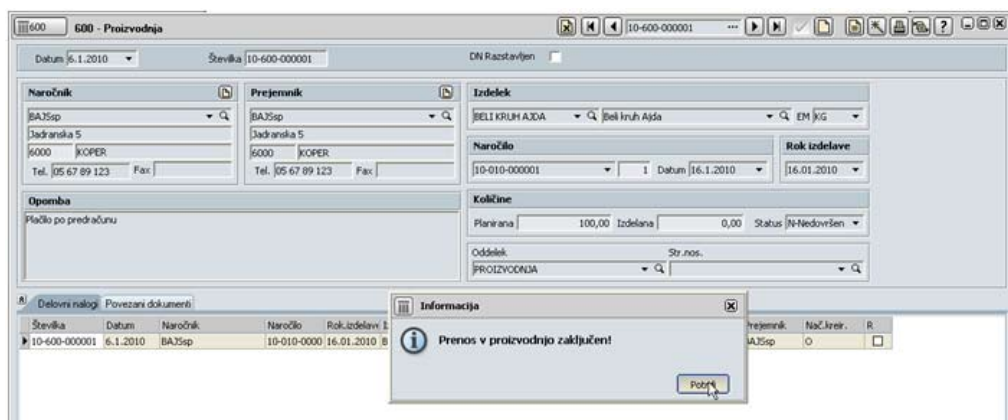 600 600 - Proizvodnja 10-600-000001
Datum 6.1.2010 Številka 10-600-000001 DN Razstavljen
Naročnik Prejemnik Izdelek
BAJSsp BAJSsp BELI KRUH AJDA Beli kruh Ajda EM KG
Jadranska 5 Jadranska 5
Naročilo Rok izdelave
6000 KOPER 6000 KOPER
Tel. 05 67 89 123 Fax Tel. 05 67 89 123 Fax 10-010-000001 1 Datum 16.1.2010 16.01.2010
Opomba Količine
Plačilo po predračunu Planirana 100,00 Izdelana 0,00 Status N-Nedovršen
Oddelek Str.nos.
PROIZVODNJA
Delovni nalogi Povezani dokumenti
Informacija
Številka Datum Naročnik Naročilo Rok.izdelave Prejemnik Nač.kreir. R
10-600-000001 6.1.2010 BAJSsp 10-010-0000 16.01.2010 B BAJSsp O
Prenos v proizvodnjo zaključen!